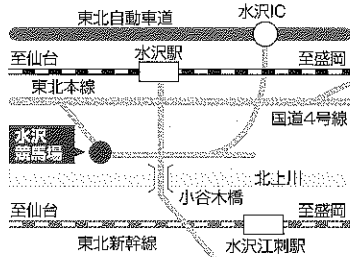 東北自動車道
水沢IC
至仙台
水沢駅
至盛岡
東北本線
国道4号線
水沢
競馬場
北上川
小谷木橋
至仙台
至盛岡
東北新幹線
水沢江刺駅